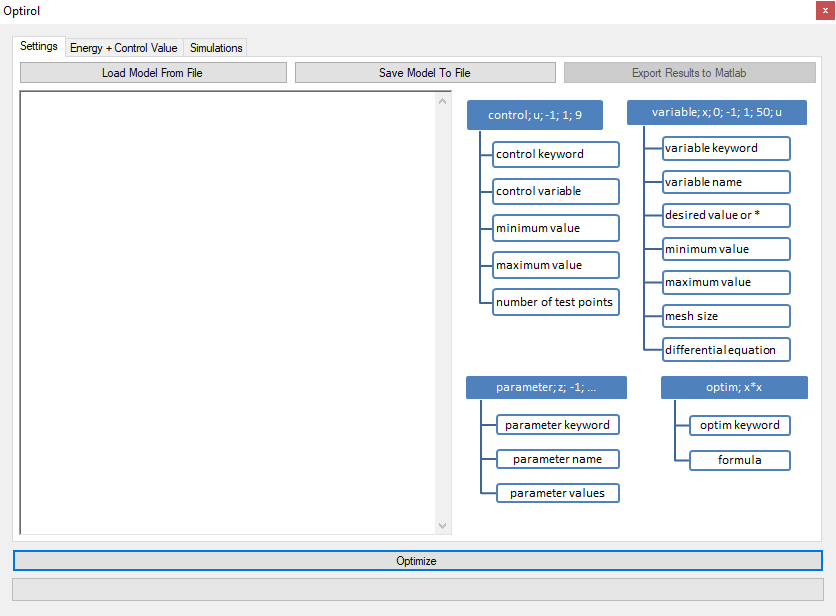 Optirol
x
Settings
Energy + Control Value
Simulations
Load Model From File
Save Model To File
Export Results to Matlab
control; u; -1; 1; 9
control keyword
control variable
minimum value
maximum value
number of test points
variable; x; 0; -1; 1; 50; u
variable keyword
variable name
desired value or *
minimum value
maximum value
mesh size
differential equation
parameter; z; -1; ...
parameter keyword
parameter name
parameter values
optim; x*x
optim keyword
formula
Optimize